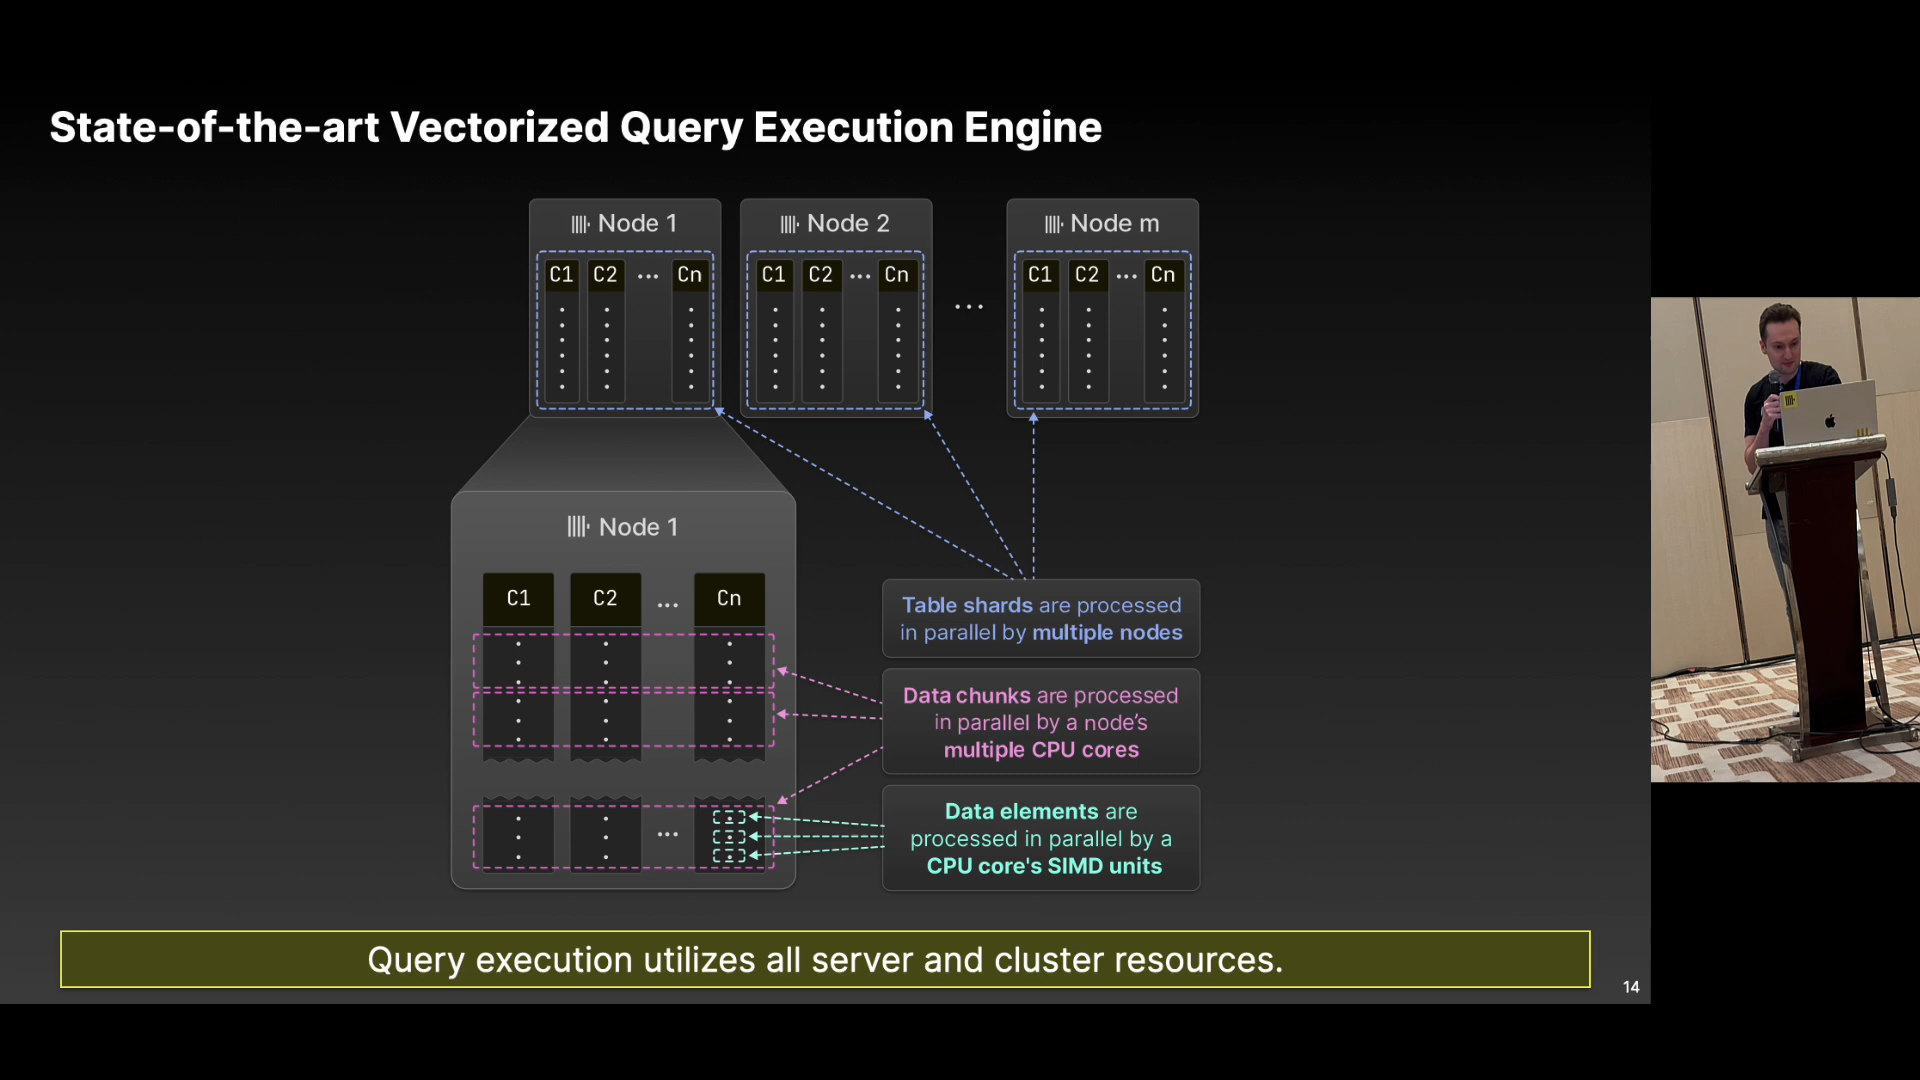 State-of-the-art Vectorized Query Execution Engine
Node 1
C1 C2 ... Cn
Node 2
C1 C2 ... Cn
...
Node m
C1 C2 ... Cn
Node 1
C1 C2 ... Cn
...
Table shards are processed
in parallel by multiple nodes
Data chunks are processed
in parallel by a node’s
multiple CPU cores
Data elements are
processed in parallel by a
CPU core's SIMD units
Query execution utilizes all server and cluster resources.
14